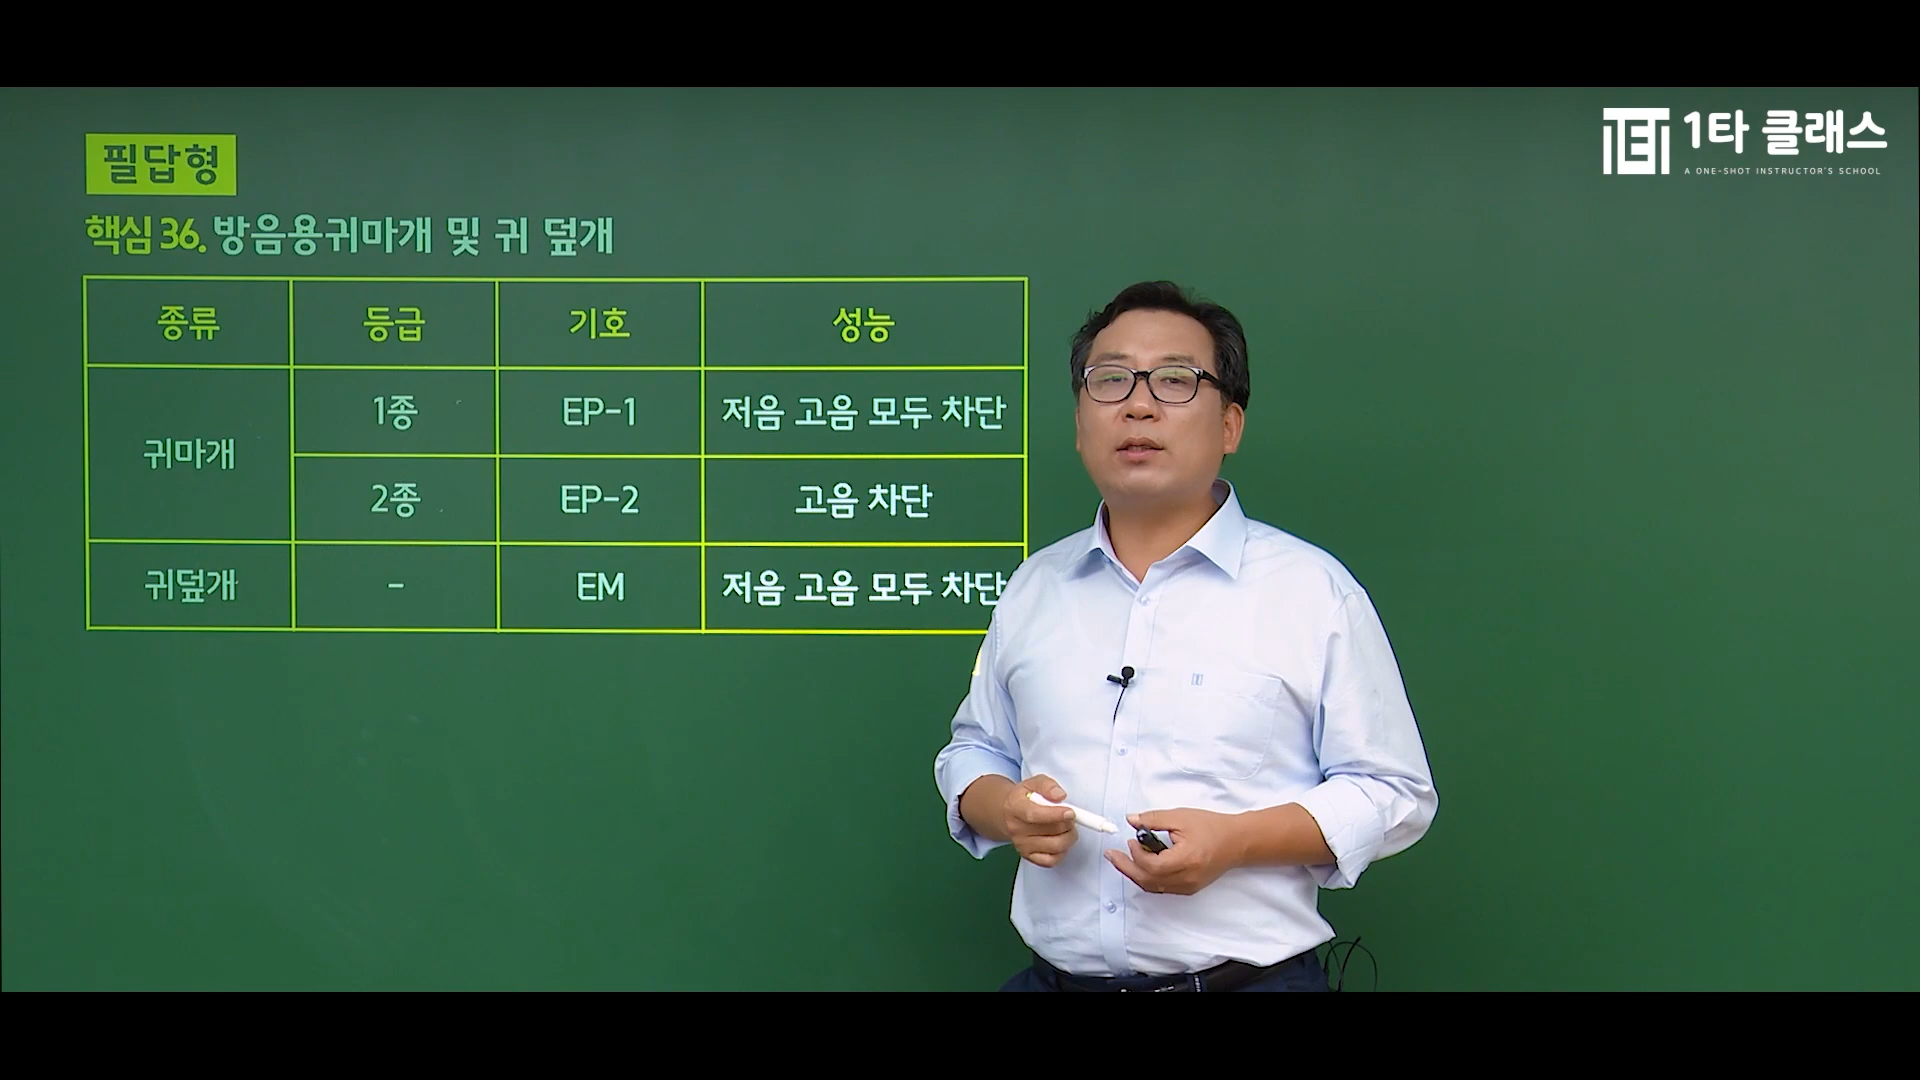 1타 클래스
A ONE-SHOT INSTRUCTOR'S SCHOOL
필답형
핵심 36. 방음용귀마개 및 귀 덮개
종류 등급 기호 성능
귀마개 1종 EP-1 저음 고음 모두 차단
2종 EP-2 고음 차단
귀덮개 - EM 저음 고음 모두 차단